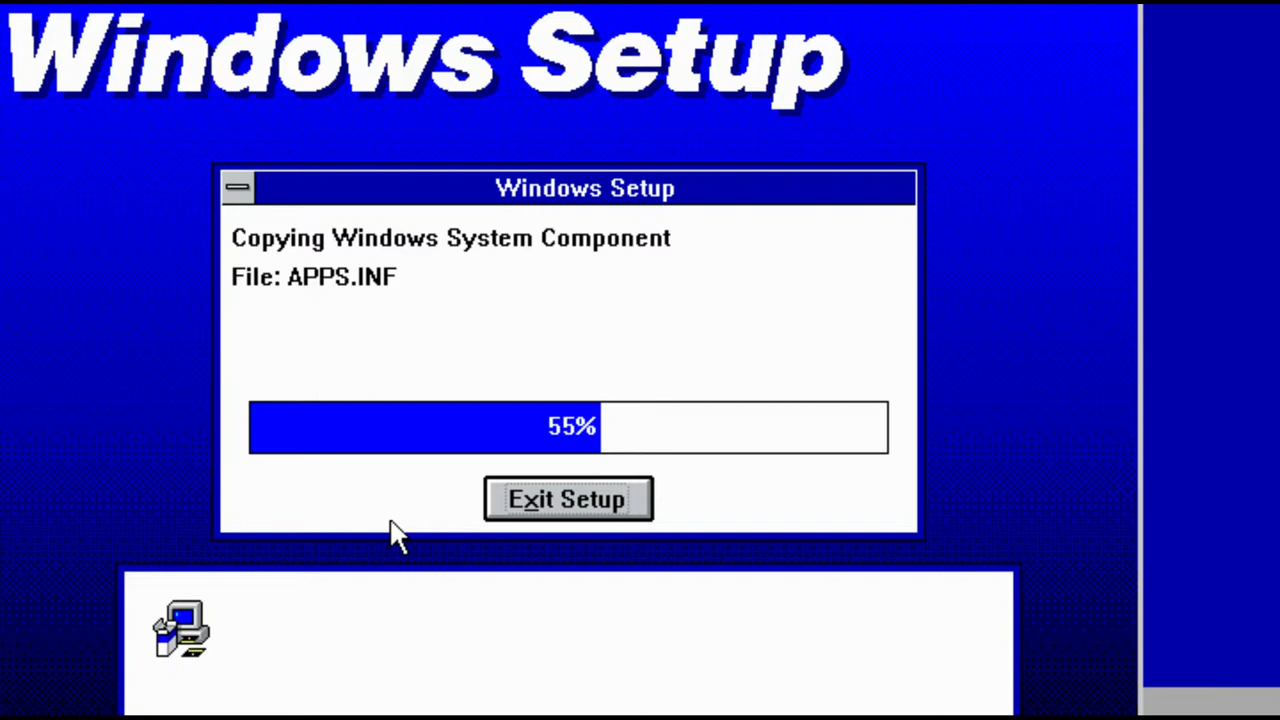 Windows Setup
Windows Setup
Copying Windows System Component
File: APPS.INF
55%
Exit Setup